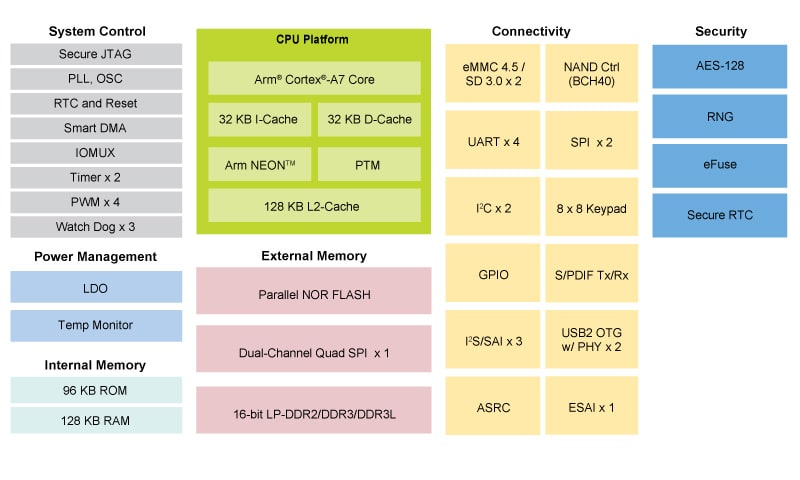 System Control
Secure JTAG
PLL, OSC
RTC and Reset
Smart DMA
IOMUX
Timer x 2
PWM x 4
Watch Dog x 3
Power Management
LDO
Temp Monitor
Internal Memory
96 KB ROM
128 KB RAM
CPU Platform
Arm® Cortex®-A7 Core
32 KB I-Cache
32 KB D-Cache
Arm NEON™
PTM
128 KB L2-Cache
External Memory
Parallel NOR FLASH
Dual-Channel Quad SPI x 1
16-bit LP-DDR2/DDR3/DDR3L
Connectivity
eMMC 4.5 /
SD 3.0 x 2
NAND Ctrl
(BCH40)
UART x 4
SPI x 2
I²C x 2
8 x 8 Keypad
GPIO
S/PDIF Tx/Rx
I²S/SAI x 3
USB2 OTG
w/ PHY x 2
ASRC
ESAI x 1
Security
AES-128
RNG
eFuse
Secure RTC